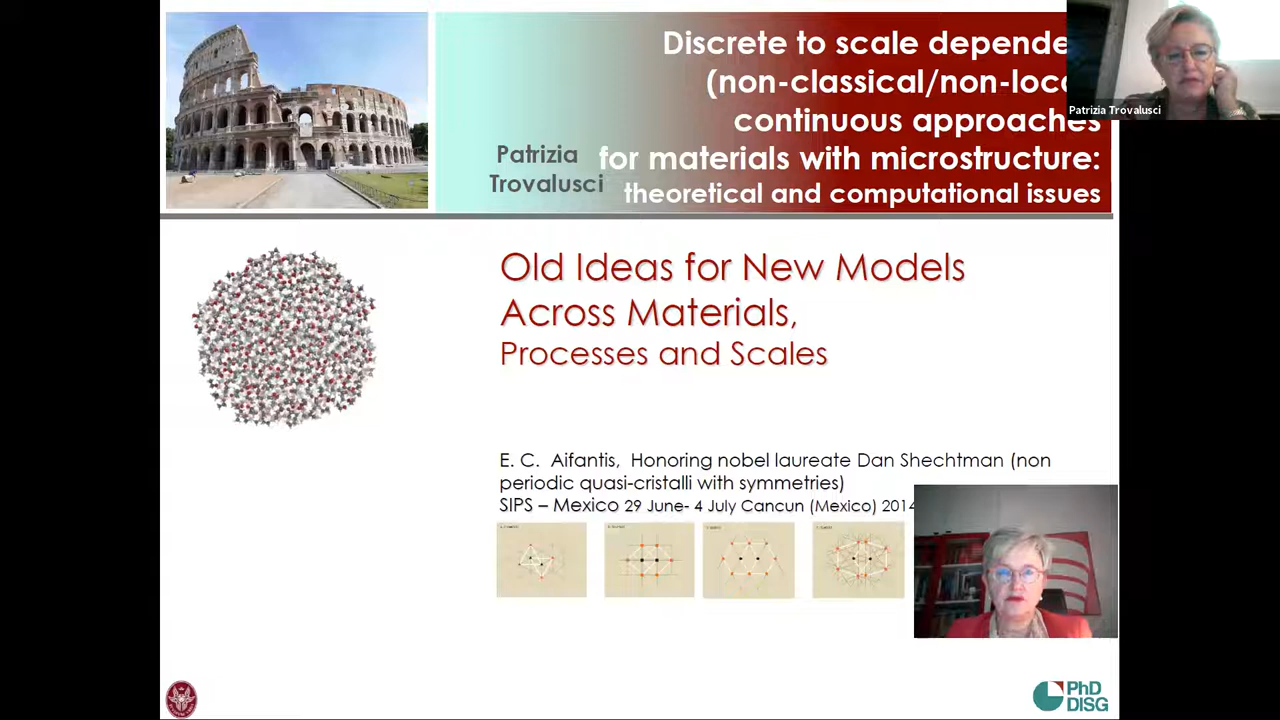 Discrete to scale depende
(non-classical/non-loc
continuous approaches
for materials with microstructure:
theoretical and computational issues
Patrizia
Trovalusci
Patrizia Trovalusci
Old Ideas for New Models
Across Materials,
Processes and Scales
E. C. Aifantis, Honoring nobel laureate Dan Shechtman (non
periodic quasi-cristalli with symmetries)
SIPS – Mexico 29 June- 4 July Cancun (Mexico) 2014
PhD
DISG